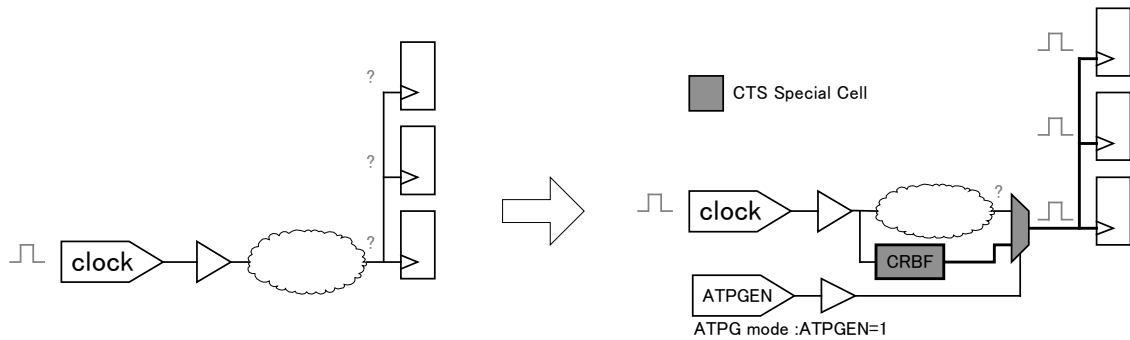 ?
?
?
clock
CTS Special Cell
?
clock
CRBF
ATPGEN
ATPG mode :ATPGEN=1